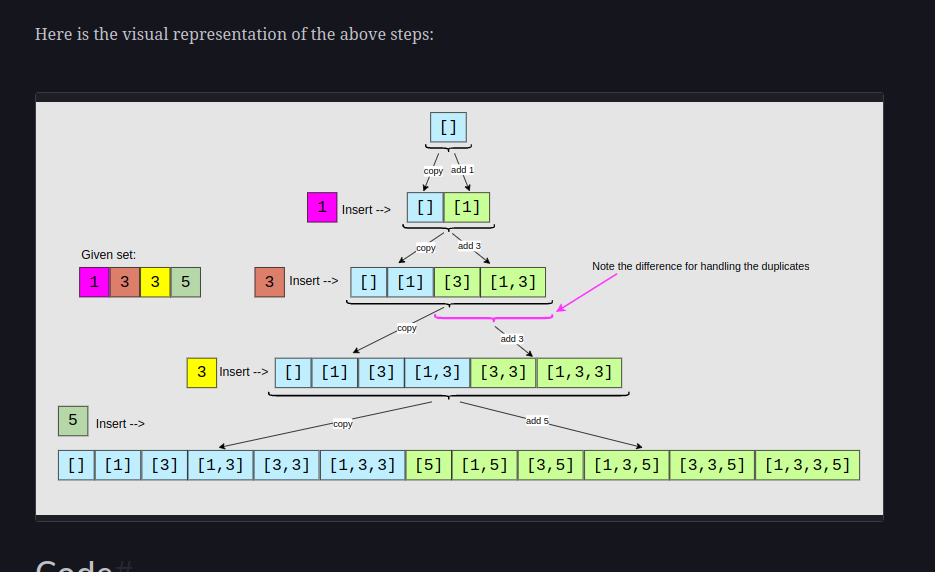 Here is the visual representation of the above steps:
[]
copy add 1
1 Insert --> [] [1]
copy add 3
Given set:
1 3 3 5
3 Insert --> [] [1] [3] [1,3]
Note the difference for handling the duplicates
copy
add 3
3 Insert --> [] [1] [3] [1,3] [3,3] [1,3,3]
5 Insert -->
copy add 5
[] [1] [3] [1,3] [3,3] [1,3,3] [5] [1,5] [3,5] [1,3,5] [3,3,5] [1,3,3,5]
Code#